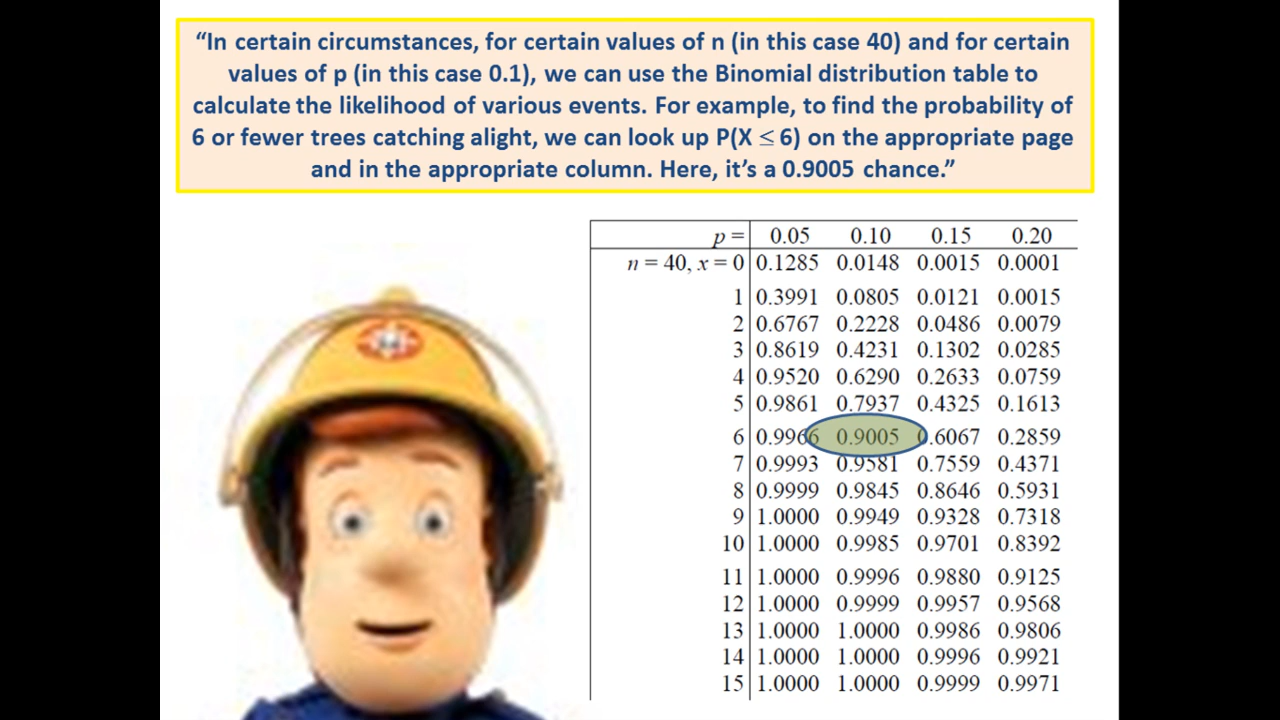 “In certain circumstances, for certain values of n (in this case 40) and for certain
values of p (in this case 0.1), we can use the Binomial distribution table to
calculate the likelihood of various events. For example, to find the probability of
6 or fewer trees catching alight, we can look up P(X ≤ 6) on the appropriate page
and in the appropriate column. Here, it’s a 0.9005 chance.”
p = 0.05 0.10 0.15 0.20
n = 40, x = 0 0.1285 0.0148 0.0015 0.0001
1 0.3991 0.0805 0.0121 0.0015
2 0.6767 0.2228 0.0486 0.0079
3 0.8619 0.4231 0.1302 0.0285
4 0.9520 0.6290 0.2633 0.0759
5 0.9861 0.7937 0.4325 0.1613
6 0.9966 0.9005 0.6067 0.2859
7 0.9993 0.9581 0.7559 0.4371
8 0.9999 0.9845 0.8646 0.5931
9 1.0000 0.9949 0.9328 0.7318
10 1.0000 0.9985 0.9701 0.8392
11 1.0000 0.9996 0.9880 0.9125
12 1.0000 0.9999 0.9957 0.9568
13 1.0000 1.0000 0.9986 0.9806
14 1.0000 1.0000 0.9996 0.9921
15 1.0000 1.0000 0.9999 0.9971